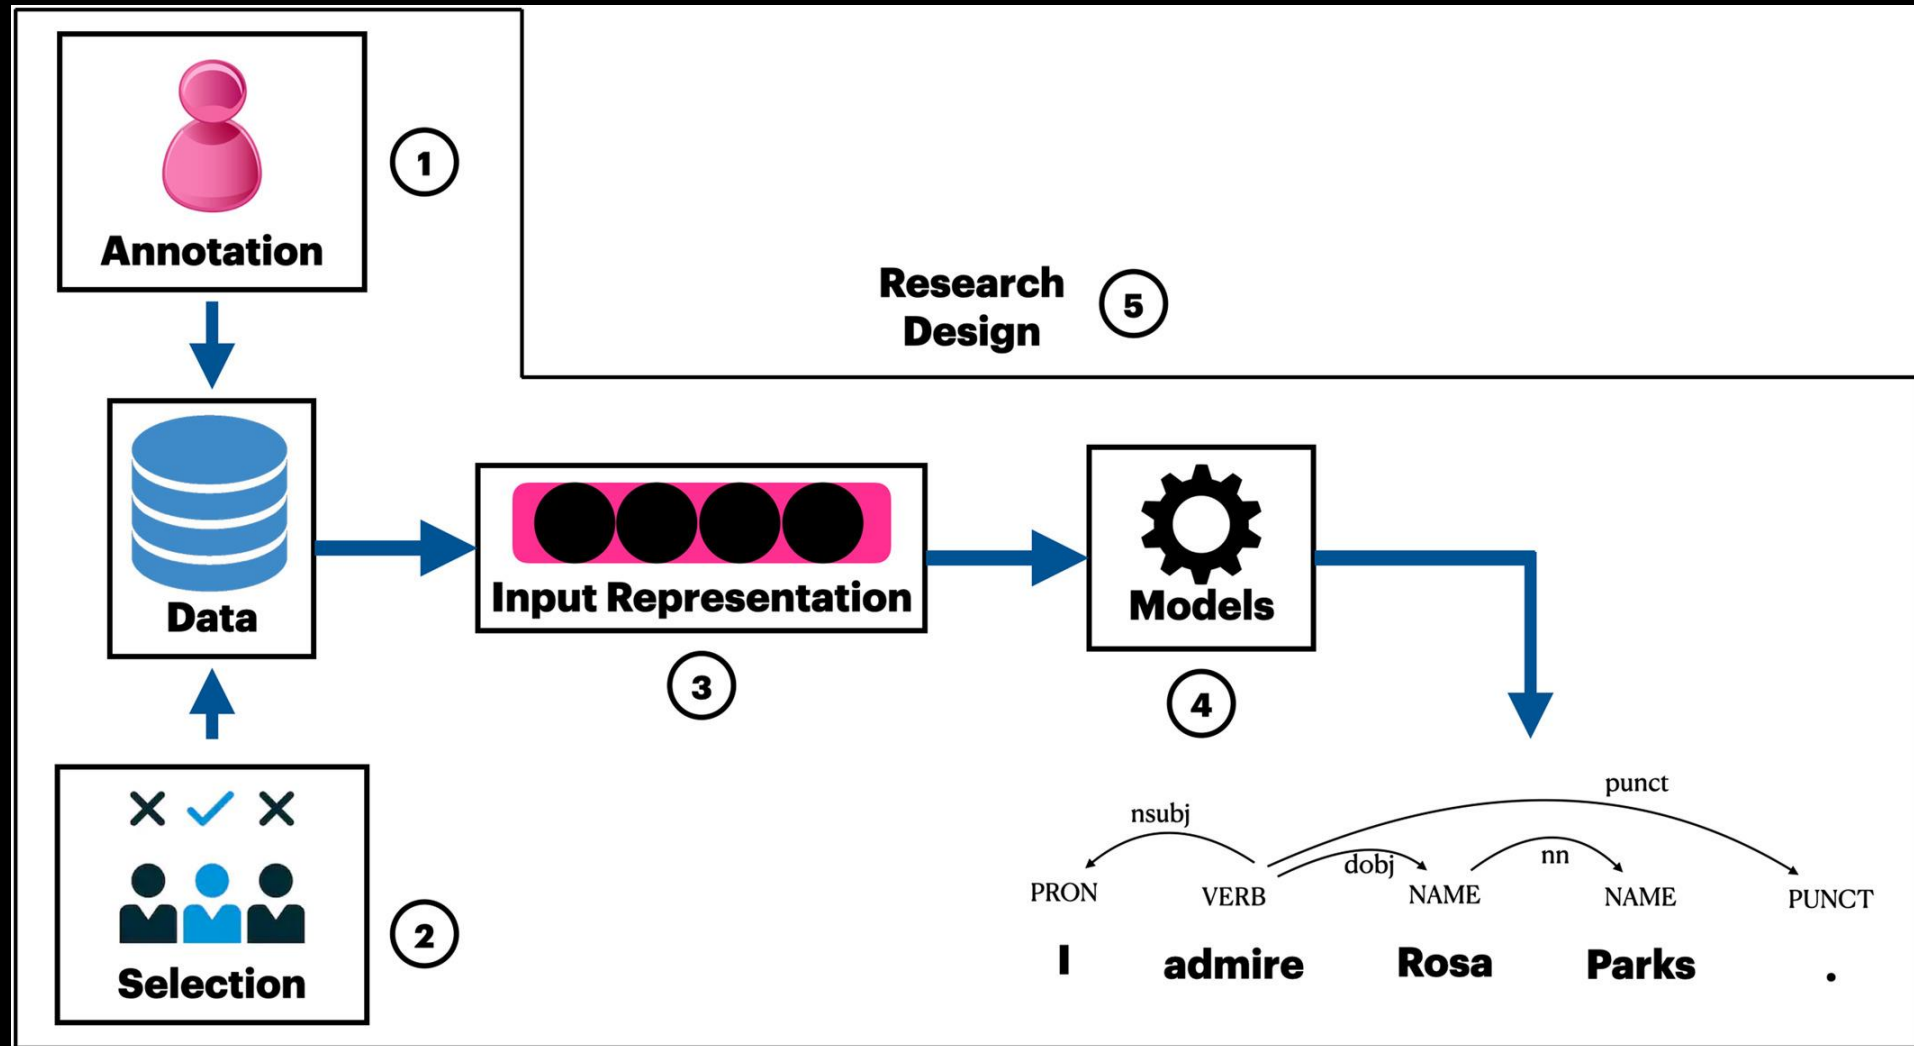 1
Annotation
Research
Design
5
Data
Input Representation
3
Models
4
2
Selection
punct
nsubj
dobj
nn
PRON VERB NAME NAME PUNCT
I admire Rosa Parks .